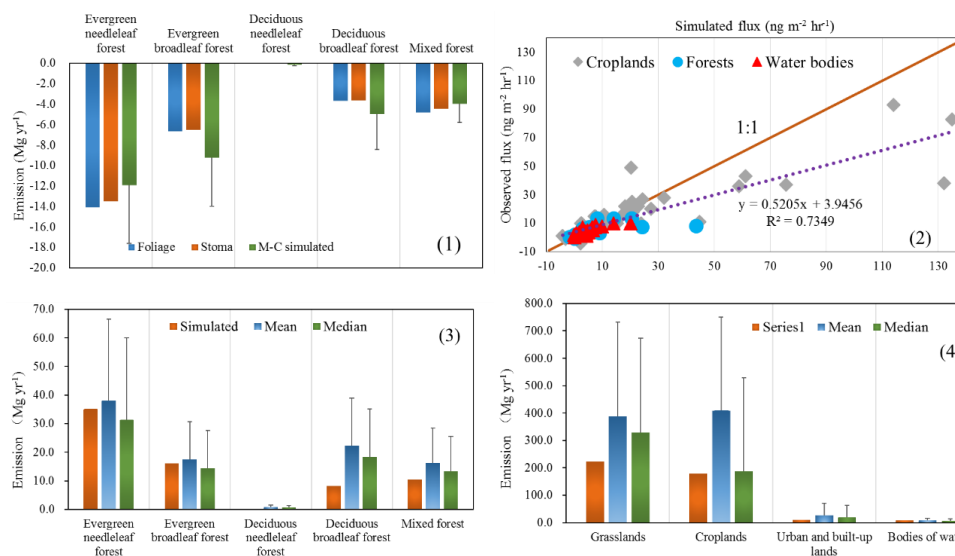 Evergreen
needleleaf
forest
Evergreen
broadleaf forest
Deciduous
needleleaf
forest
Deciduous
broadleaf forest
Mixed forest
0.0
-2.0
-4.0
-6.0
-8.0
-10.0
-12.0
-14.0
-16.0
-18.0
-20.0
Emission (Mg yr⁻¹)
Foliage
Stoma
M-C simulated
(1)
Simulated flux (ng m⁻² hr⁻¹)
130
110
90
70
50
30
10
-10
Observed flux (ng m⁻² hr⁻¹)
Croplands
Forests
Water bodies
1:1
y = 0.5205x + 3.9456
R² = 0.7349
(2)
-10
10
30
50
70
90
110
130
70.0
60.0
50.0
40.0
30.0
20.0
10.0
0.0
Emission (Mg yr⁻¹)
Simulated
Mean
Median
(3)
Evergreen
needleleaf
forest
Evergreen
broadleaf forest
Deciduous
needleleaf
forest
Deciduous
broadleaf forest
Mixed forest
800.0
700.0
600.0
500.0
400.0
300.0
200.0
100.0
0.0
Emission (Mg yr⁻¹)
Series1
Mean
Median
(4
Grasslands
Croplands
Urban and built-up
lands
Bodies of wat